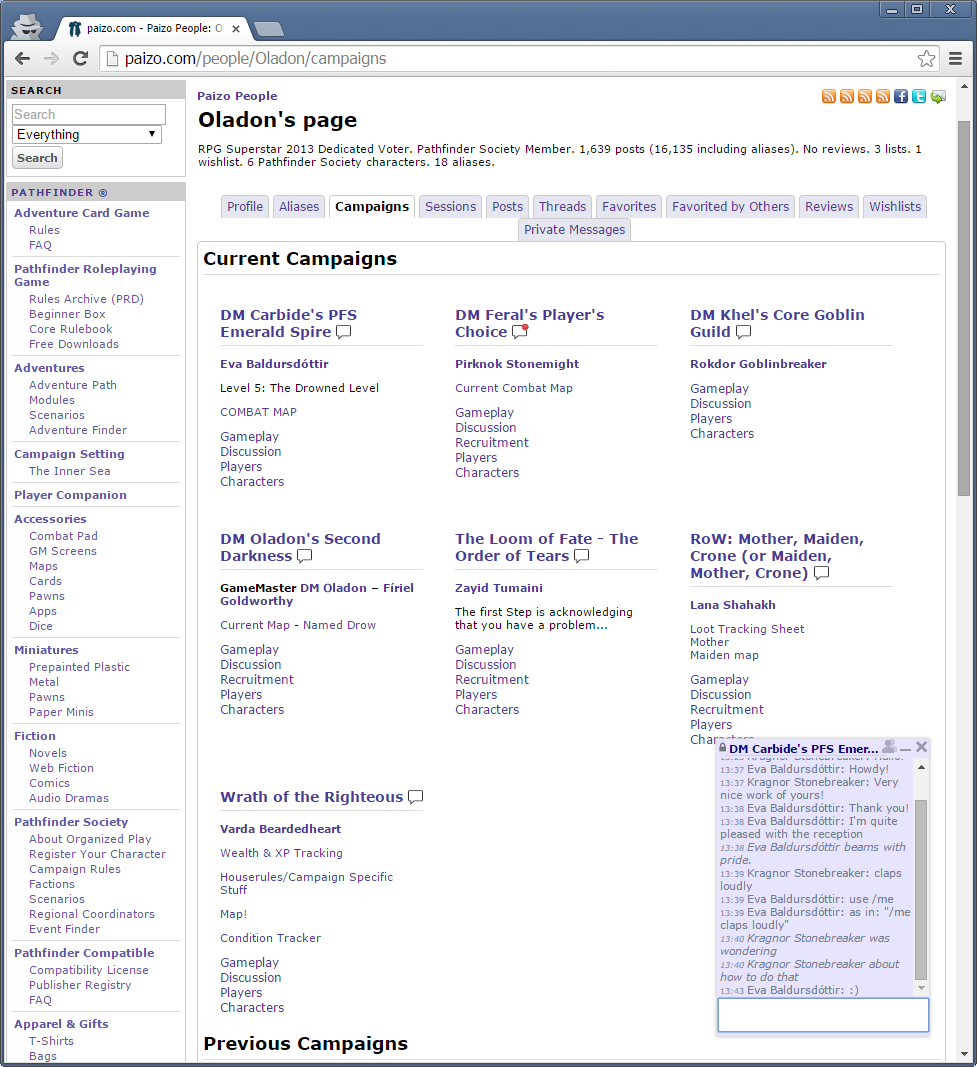 paizo.com - Paizo People: O
paizo.com/people/Oladon/campaigns
SEARCH
Search
Everything
Search
PATHFINDER ®
Adventure Card Game
Rules
FAQ
Pathfinder Roleplaying
Game
Rules Archive (PRD)
Beginner Box
Core Rulebook
Free Downloads
Adventures
Adventure Path
Modules
Scenarios
Adventure Finder
Campaign Setting
The Inner Sea
Player Companion
Accessories
Combat Pad
GM Screens
Maps
Cards
Pawns
Apps
Dice
Miniatures
Prepainted Plastic
Metal
Pawns
Paper Minis
Fiction
Novels
Web Fiction
Comics
Audio Dramas
Pathfinder Society
About Organized Play
Register Your Character
Campaign Rules
Factions
Scenarios
Regional Coordinators
Event Finder
Pathfinder Compatible
Compatibility License
Publisher Registry
FAQ
Apparel & Gifts
T-Shirts
Bags
Paizo People
Oladon's page
RPG Superstar 2013 Dedicated Voter. Pathfinder Society Member. 1,639 posts (16,135 including aliases). No reviews. 3 lists. 1
wishlist. 6 Pathfinder Society characters. 18 aliases.
Profile Aliases Campaigns Sessions Posts Threads Favorites Favorited by Others Reviews Wishlists
Private Messages
Current Campaigns
DM Carbide's PFS
Emerald Spire
Eva Baldursdóttir
Level 5: The Drowned Level
COMBAT MAP
Gameplay
Discussion
Players
Characters
DM Feral's Player's
Choice
Pirknok Stonemight
Current Combat Map
Gameplay
Discussion
Recruitment
Players
Characters
DM Khel's Core Goblin
Guild
Rokdor Goblinbreaker
Gameplay
Discussion
Players
Characters
DM Oladon's Second
Darkness
GameMaster DM Oladon – Fíriel
Goldworthy
Current Map - Named Drow
Gameplay
Discussion
Recruitment
Players
Characters
The Loom of Fate - The
Order of Tears
Zayid Tumaini
The first Step is acknowledging
that you have a problem...
Gameplay
Discussion
Recruitment
Players
Characters
RoW: Mother, Maiden,
Crone (or Maiden,
Mother, Crone)
Lana Shahakh
Loot Tracking Sheet
Mother
Maiden map
Gameplay
Discussion
Recruitment
Players
Wrath of the Righteous
Varda Beardedheart
Wealth & XP Tracking
Houserules/Campaign Specific
Stuff
Map!
Condition Tracker
Gameplay
Discussion
Players
Characters
Previous Campaigns
DM Carbide's PFS Emer...
13:37 Eva Baldursdóttir: Howdy!
13:37 Kragnor Stonebreaker: Very
nice work of yours!
13:38 Eva Baldursdóttir: Thank you!
13:38 Eva Baldursdóttir: I'm quite
pleased with the reception
13:38 Eva Baldursdóttir beams with
pride.
13:39 Kragnor Stonebreaker: claps
loudly
13:39 Eva Baldursdóttir: use /me
13:39 Eva Baldursdóttir: as in: "/me
claps loudly"
13:40 Kragnor Stonebreaker was
wondering
13:40 Kragnor Stonebreaker about
how to do that
13:43 Eva Baldursdóttir: :)